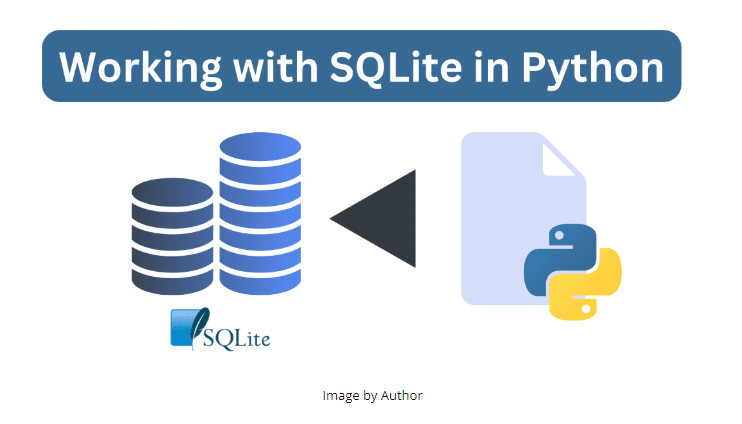 Working with SQLite in Python
SQLite
Image by Author